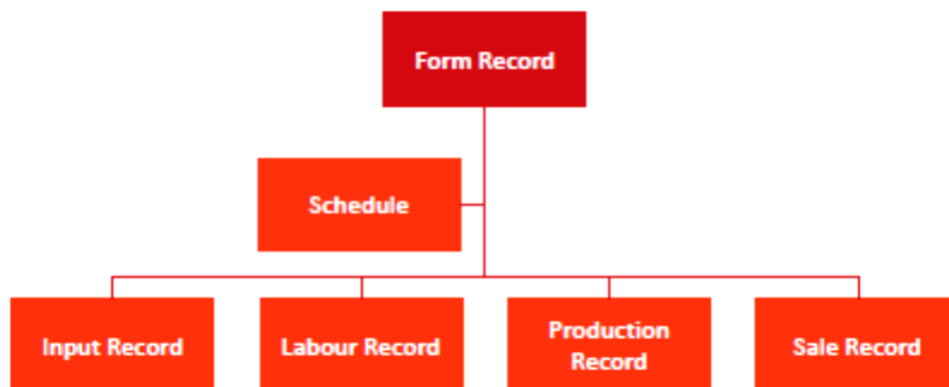 Form Record
Schedule
Input Record
Labour Record
Production
Record
Sale Record